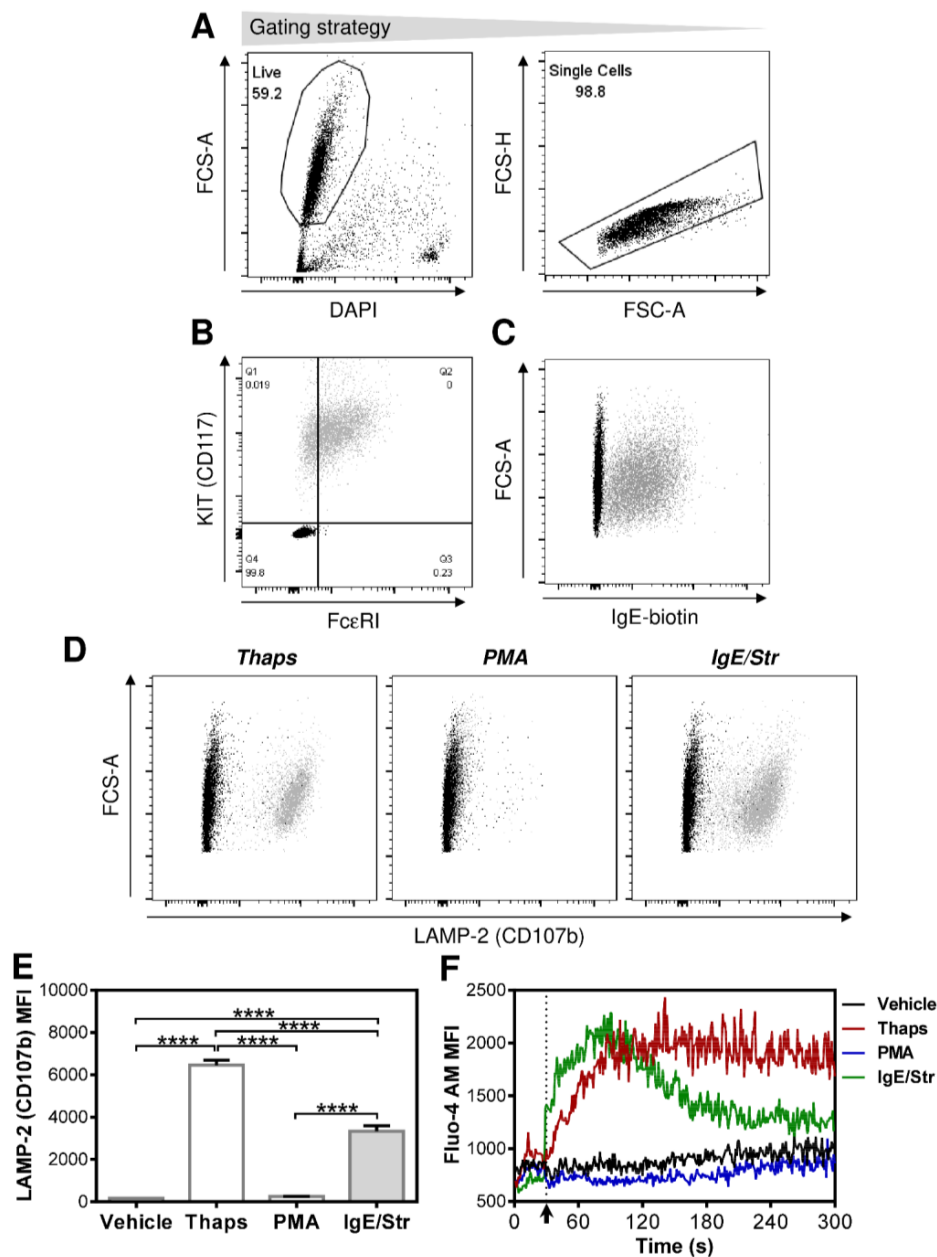 A
Gating strategy
Live
59.2
FCS-A
DAPI
Single Cells
98.8
FCS-H
FSC-A
B
Q1
0.019
Q2
0
Q4
99.8
Q3
0.23
KIT (CD117)
FcεRI
C
FCS-A
IgE-biotin
D
Thaps
PMA
IgE/Str
FCS-A
LAMP-2 (CD107b)
E
LAMP-2 (CD107b) MFI
10000
8000
6000
4000
2000
0
****
****
**** ****
****
Vehicle Thaps PMA IgE/Str
F
Fluo-4 AM MFI
2500
2000
1500
1000
500
0 60 120 180 240 300
Time (s)
Vehicle
Thaps
PMA
IgE/Str